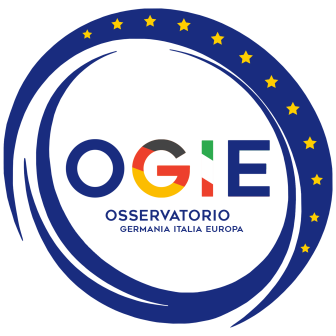 OGIE
OSSERVATORIO
GERMANIA ITALIA EUROPA